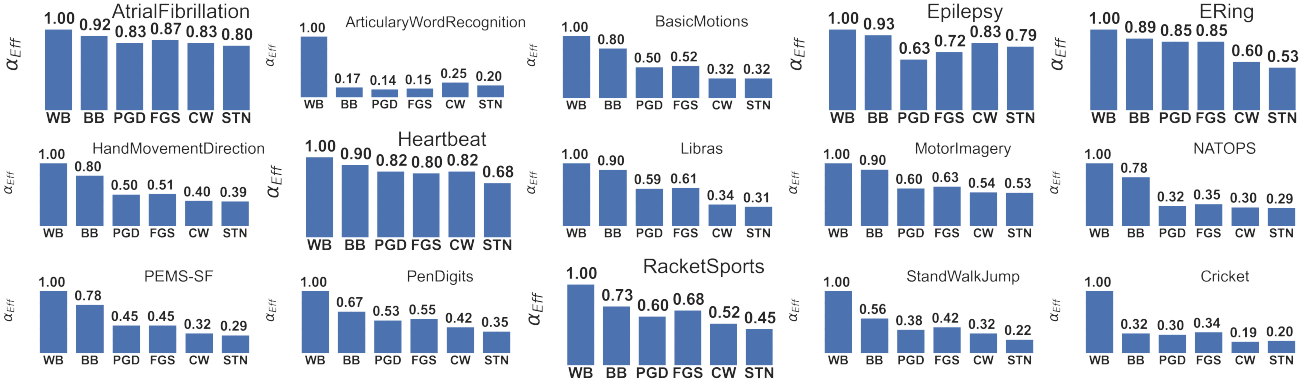 AtrialFibrillation
α_Eff
1.00 0.92 0.83 0.87 0.83 0.80
WB BB PGD FGS CW STN
ArticularyWordRecognition
α_Eff
1.00 0.17 0.14 0.15 0.25 0.20
WB BB PGD FGS CW STN
BasicMotions
α_Eff
1.00 0.80 0.50 0.52 0.32 0.32
WB BB PGD FGS CW STN
Epilepsy
α_Eff
1.00 0.93 0.63 0.72 0.83 0.79
WB BB PGD FGS CW STN
ERing
α_Eff
1.00 0.89 0.85 0.85 0.60 0.53
WB BB PGD FGS CW STN
HandMovementDirection
α_Eff
1.00 0.80 0.50 0.51 0.40 0.39
WB BB PGD FGS CW STN
Heartbeat
α_Eff
1.00 0.90 0.82 0.80 0.82 0.68
WB BB PGD FGS CW STN
Libras
α_Eff
1.00 0.90 0.59 0.61 0.34 0.31
WB BB PGD FGS CW STN
MotorImagery
α_Eff
1.00 0.90 0.60 0.63 0.54 0.53
WB BB PGD FGS CW STN
NATOPS
α_Eff
1.00 0.78 0.32 0.35 0.30 0.29
WB BB PGD FGS CW STN
PEMS-SF
α_Eff
1.00 0.78 0.45 0.45 0.32 0.29
WB BB PGD FGS CW STN
PenDigits
α_Eff
1.00 0.67 0.53 0.55 0.42 0.35
WB BB PGD FGS CW STN
RacketSports
α_Eff
1.00 0.73 0.60 0.68 0.52 0.45
WB BB PGD FGS CW STN
StandWalkJump
α_Eff
1.00 0.56 0.38 0.42 0.32 0.22
WB BB PGD FGS CW STN
Cricket
α_Eff
1.00 0.32 0.30 0.34 0.19 0.20
WB BB PGD FGS CW STN